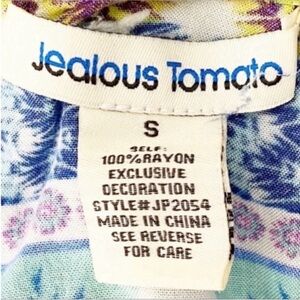 Jealous Tomato
S
SELF:
100%RAYON
EXCLUSIVE
DECORATION
STYLE#JP2054
MADE IN CHINA
SEE REVERSE
FOR CARE